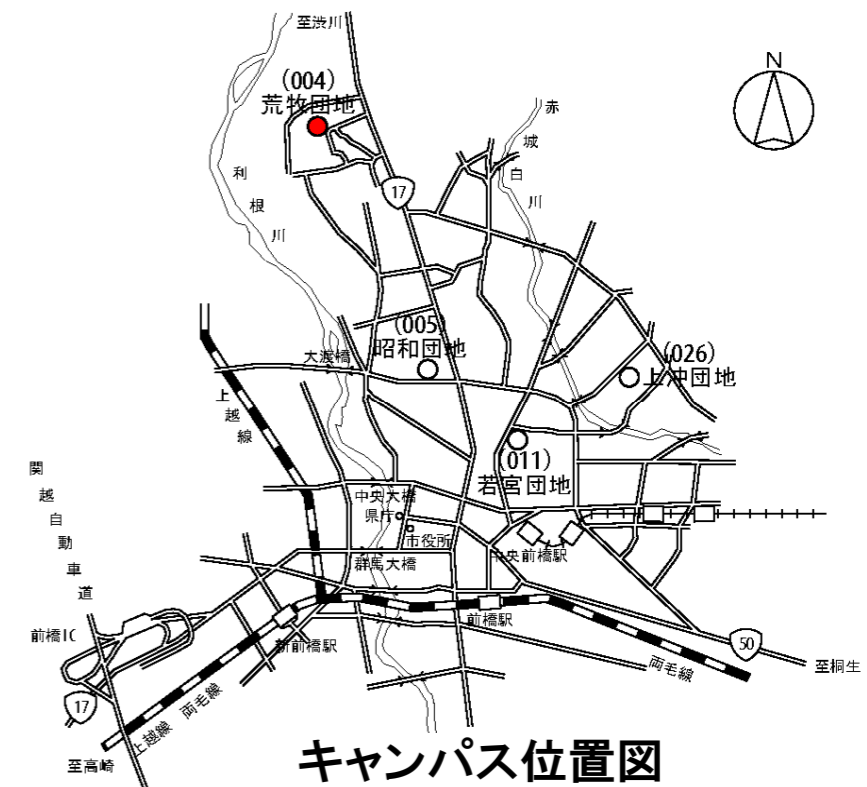 至渋川
(004)
荒牧団地
N
赤城白川
利根川
17
(005)
昭和団地
大渡橋
(026)
上沖団地
上越線
(011)
若宮団地
関越自動車道
中央大橋
県庁
市役所
群馬大橋
中央前橋駅
前橋IC
新前橋駅
前橋駅
50
両毛線
至桐生
17
上越線 両毛線
至高崎
キャンパス位置図